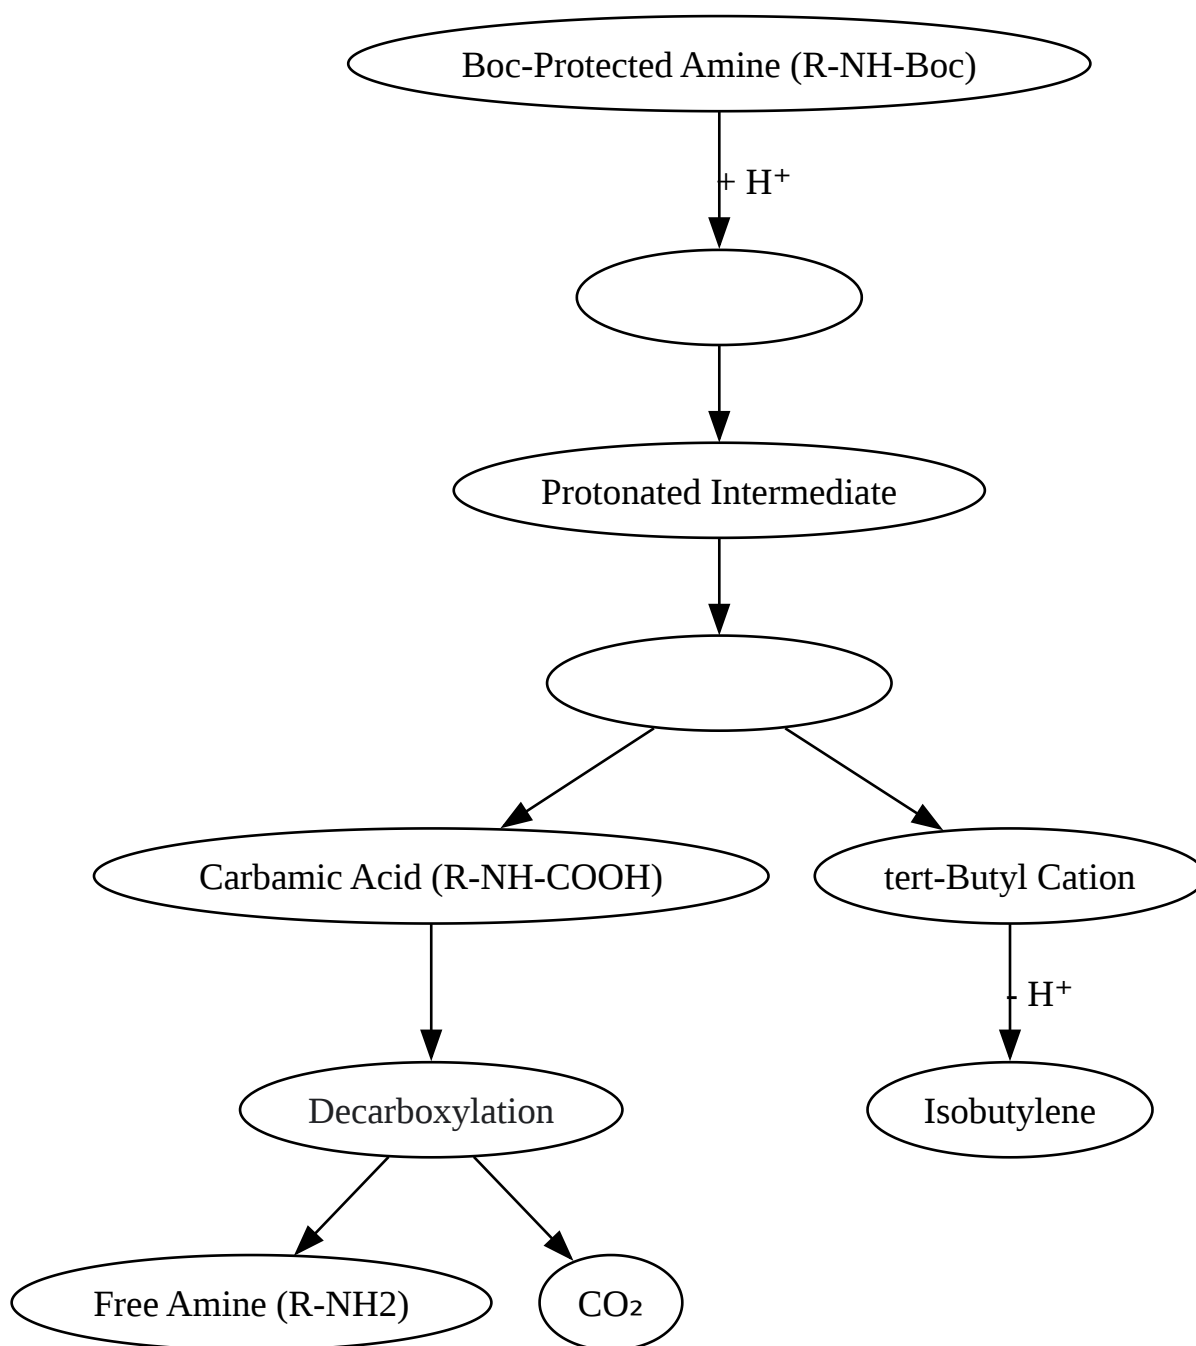 Boc-Protected Amine (R-NH-Boc)
+ H⁺
Protonated Intermediate
Carbamic Acid (R-NH-COOH)
tert-Butyl Cation
- H⁺
Decarboxylation
Isobutylene
Free Amine (R-NH2)
CO₂